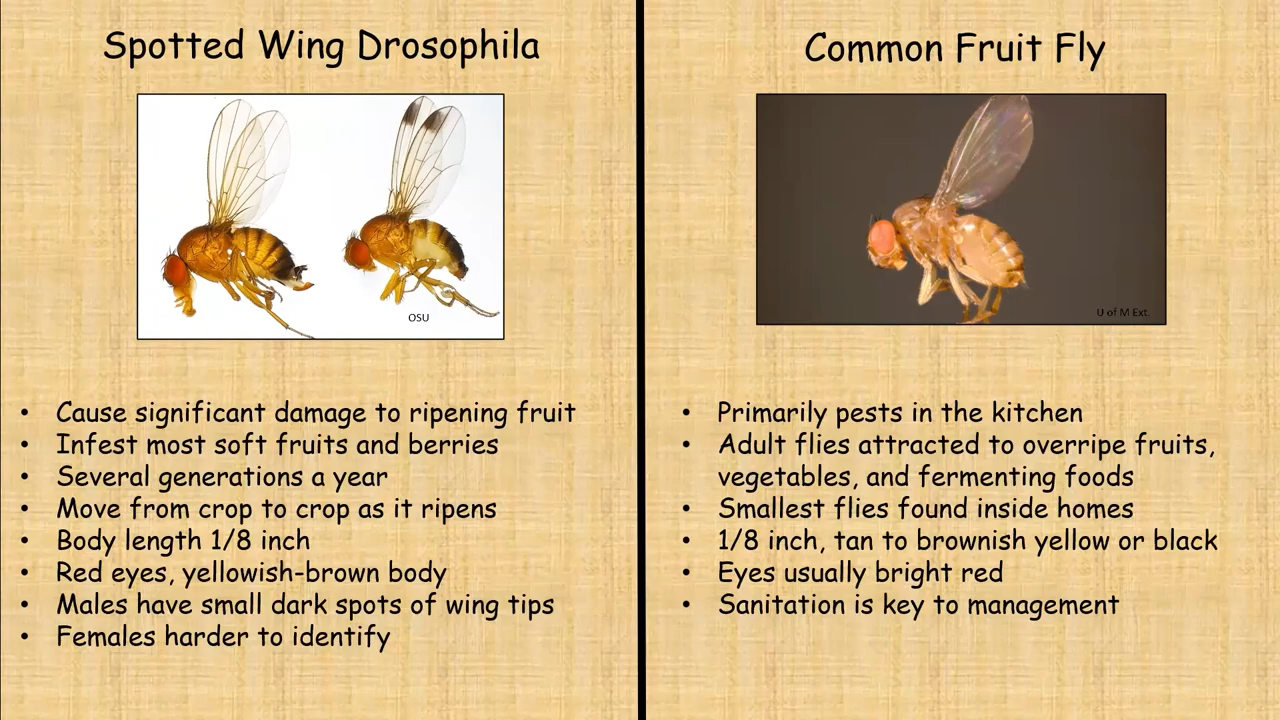 Spotted Wing Drosophila
OSU
• Cause significant damage to ripening fruit
• Infest most soft fruits and berries
• Several generations a year
• Move from crop to crop as it ripens
• Body length 1/8 inch
• Red eyes, yellowish-brown body
• Males have small dark spots of wing tips
• Females harder to identify
Common Fruit Fly
U of M Ext.
• Primarily pests in the kitchen
• Adult flies attracted to overripe fruits,
vegetables, and fermenting foods
• Smallest flies found inside homes
• 1/8 inch, tan to brownish yellow or black
• Eyes usually bright red
• Sanitation is key to management